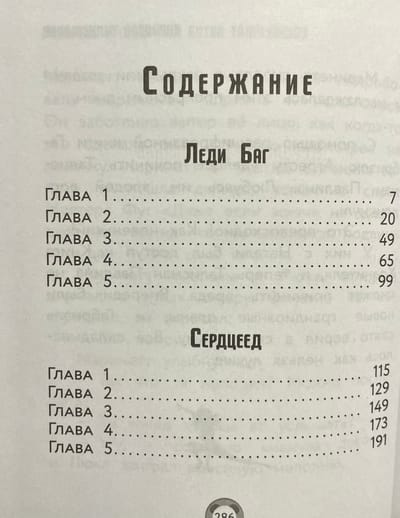 Содержание
Леди Баг
Глава 1 7
Глава 2 20
Глава 3 49
Глава 4 65
Глава 5 99
Сердцеед
Глава 1 115
Глава 2 129
Глава 3 149
Глава 4 173
Глава 5 191
286